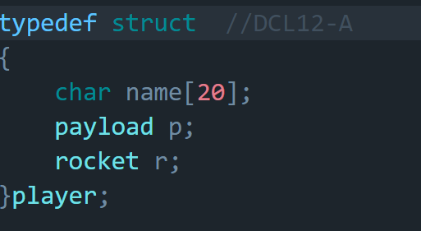 typedef struct  //DCL12-A
{
    char name[20];
    payload p;
    rocket r;
}player;